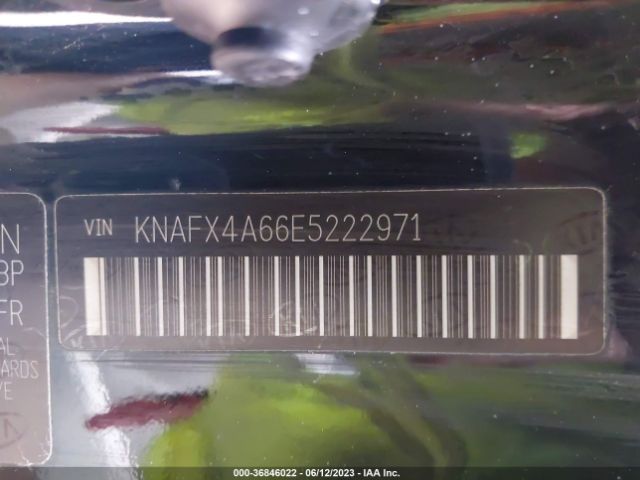 VIN KNAFX4A66E5222971
N
BP
FR
AL
ARDS
VE
000-36846022 - 06/12/2023 - IAA Inc.